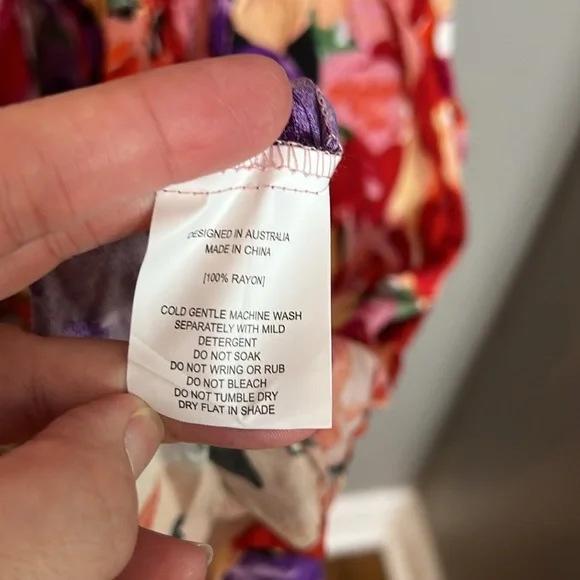 DESIGNED IN AUSTRALIA
MADE IN CHINA
[100% RAYON]
COLD GENTLE MACHINE WASH
SEPARATELY WITH MILD
DETERGENT
DO NOT SOAK
DO NOT WRING OR RUB
DO NOT BLEACH
DO NOT TUMBLE DRY
DRY FLAT IN SHADE